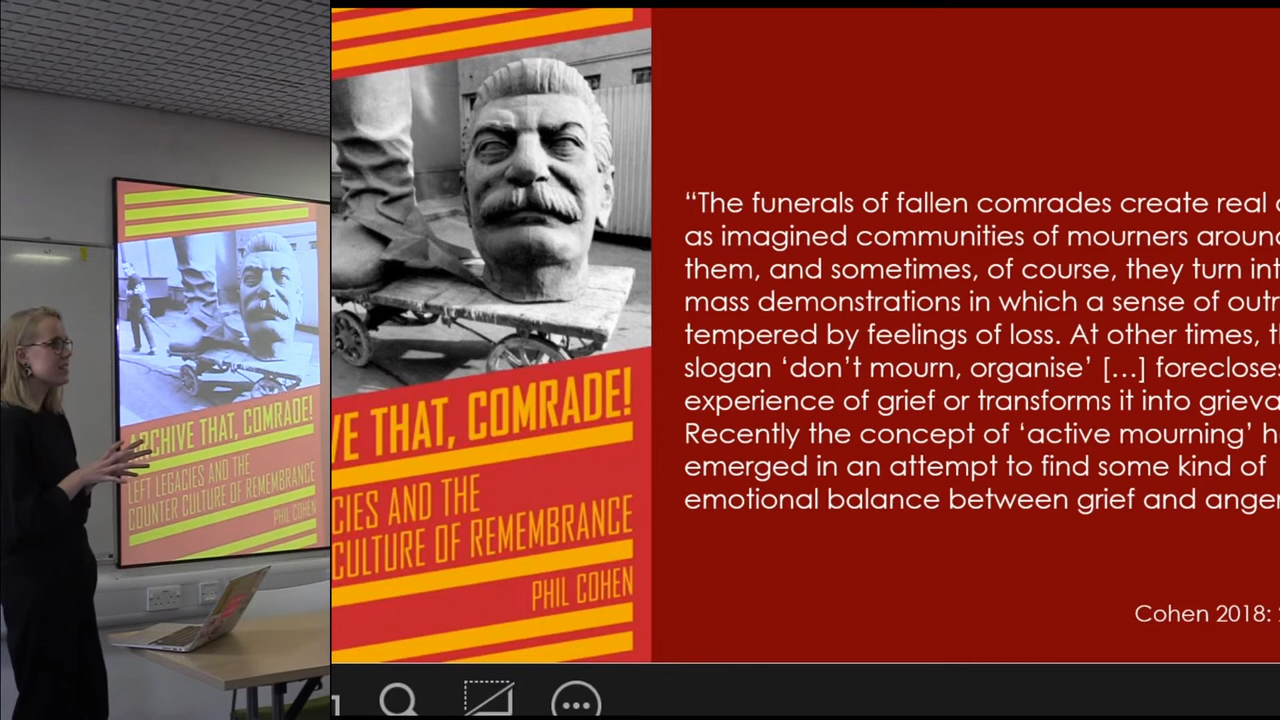 ARCHIVE THAT, COMRADE!
LEFT LEGACIES AND THE
COUNTER CULTURE OF REMEMBRANCE
PHIL COHEN
VE THAT, COMRADE!
CIES AND THE
CULTURE OF REMEMBRANCE
PHIL COHEN
“The funerals of fallen comrades create real
as imagined communities of mourners aroun
them, and sometimes, of course, they turn int
mass demonstrations in which a sense of outr
tempered by feelings of loss. At other times, t
slogan ‘don’t mourn, organise’ […] forecloses
experience of grief or transforms it into grieva
Recently the concept of ‘active mourning’ h
emerged in an attempt to find some kind of
emotional balance between grief and anger
Cohen 2018: